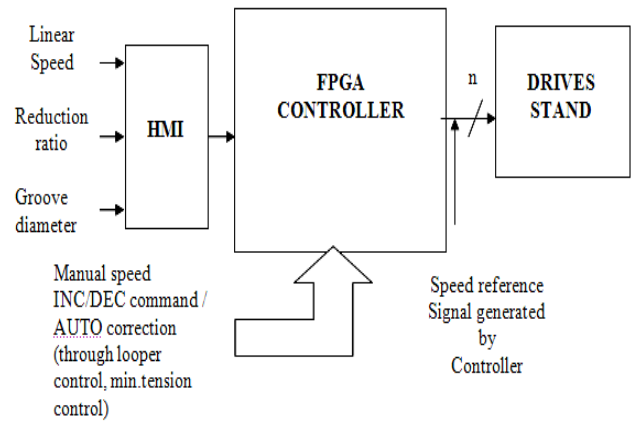 Linear
Speed
Reduction
ratio
Groove
diameter
HMI
FPGA
CONTROLLER
n
DRIVES
STAND
Manual speed
INC/DEC command /
AUTO correction
(through looper
control, min.tension
control)
Speed reference
Signal generated
by
Controller